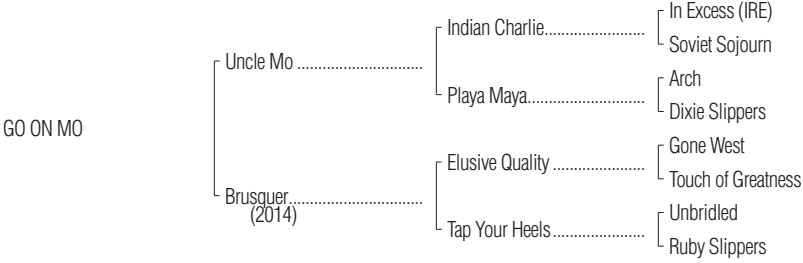 In Excess (IRE)
Indian Charlie......................
Soviet Sojourn
Uncle Mo ............................
Arch
Playa Maya..........................
Dixie Slippers
GO ON MO
Gone West
Elusive Quality ....................
Touch of Greatness
Brusquer..............................
(2014)
Unbridled
Tap Your Heels....................
Ruby Slippers